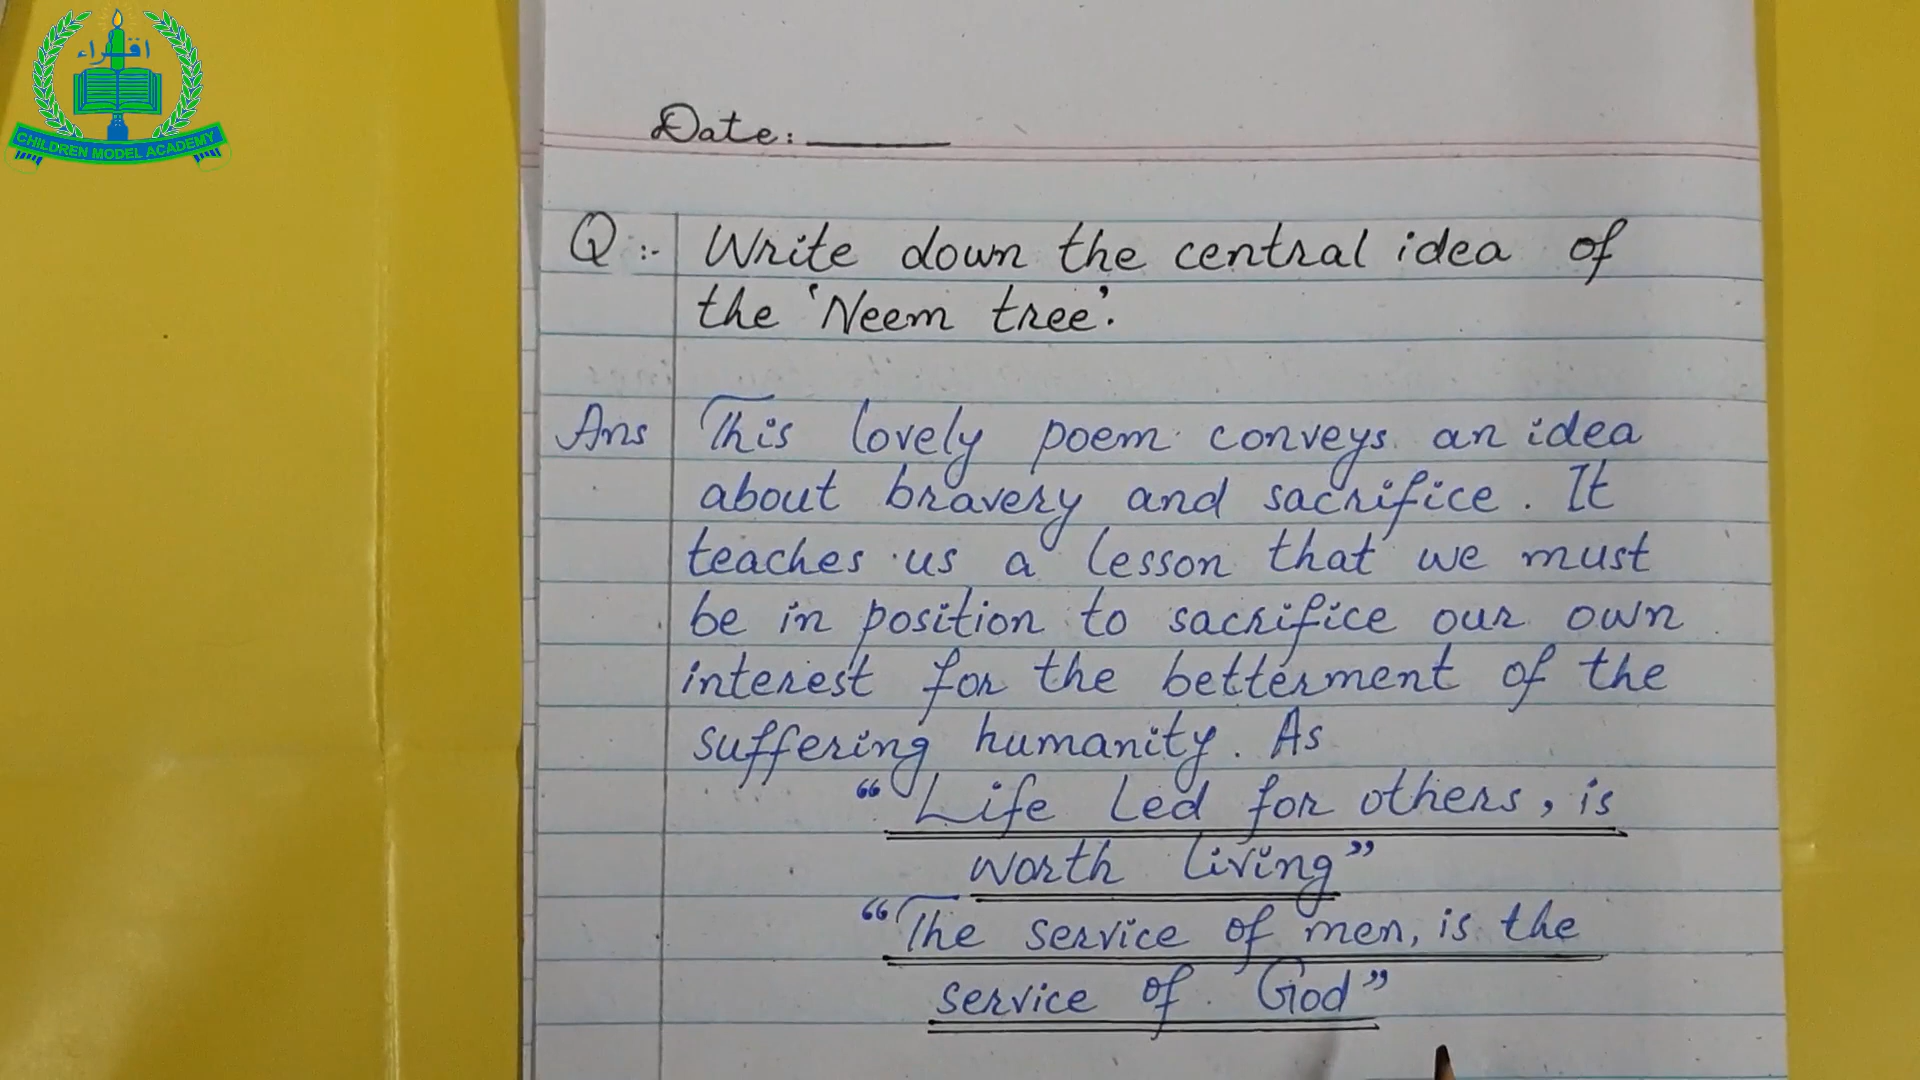 اقراء
CHILDREN MODEL ACADEMY
Date: ______
Q :- Write down the central idea of
the 'Neem tree'.
Ans This lovely poem conveys an idea
about bravery and sacrifice. It
teaches us a lesson that we must
be in position to sacrifice our own
interest for the betterment of the
suffering humanity. As
“Life led for others, is
worth living”
“The service of men, is the
service of God”